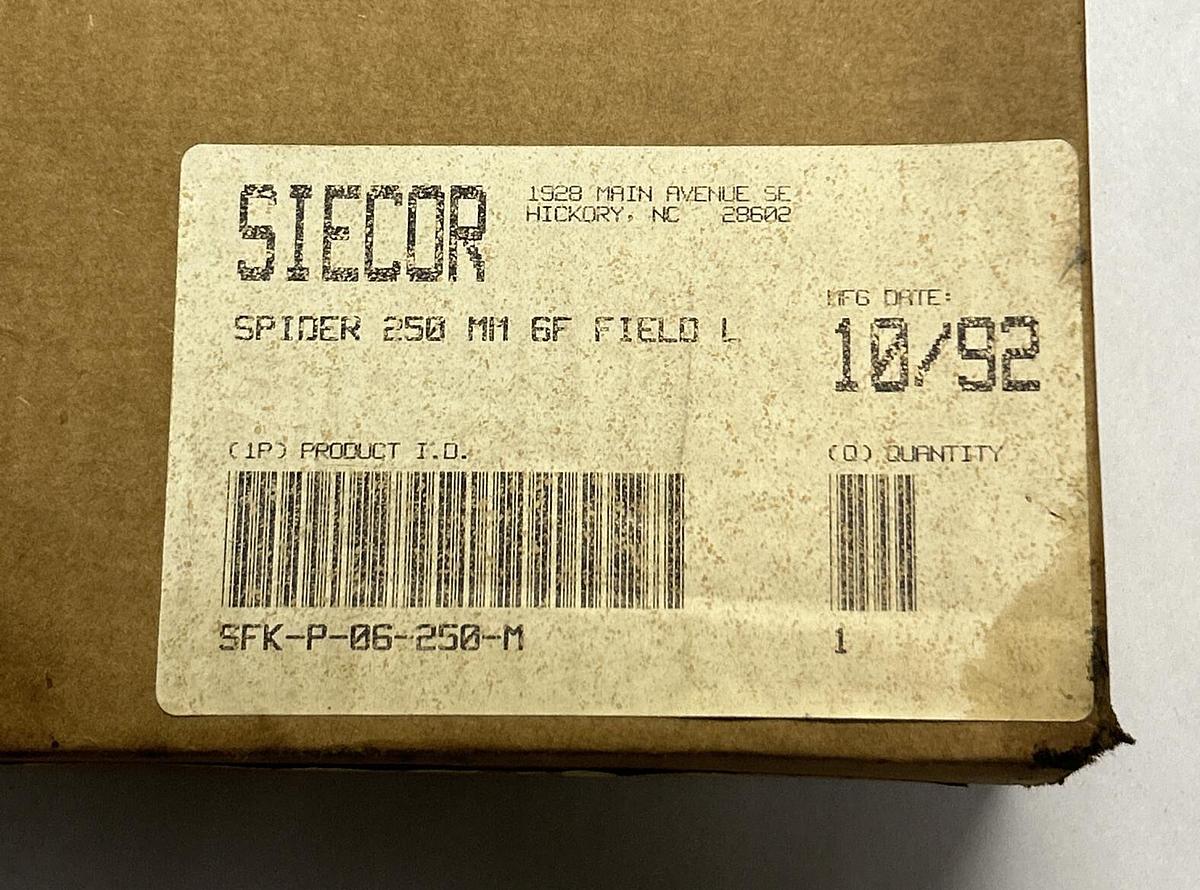 SIECOR
1928 MAIN AVENUE SE
HICKORY, NC 28602
SPIDER 250 MM 6F FIELD L
MFG DATE:
10/92
(1P) PRODUCT I.D.
(Q) QUANTITY
SFK-P-06-250-M
1